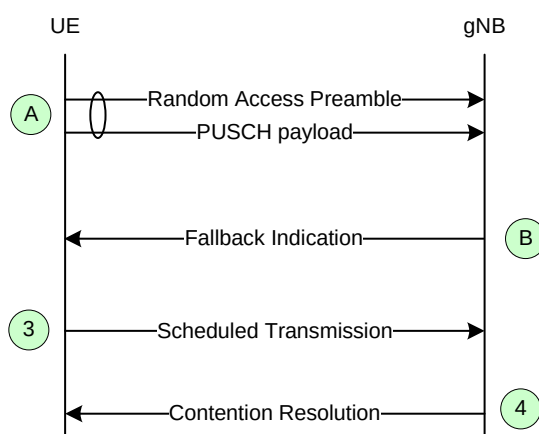 UE
gNB
A
Random Access Preamble
PUSCH payload
Fallback Indication
B
3
Scheduled Transmission
Contention Resolution
4